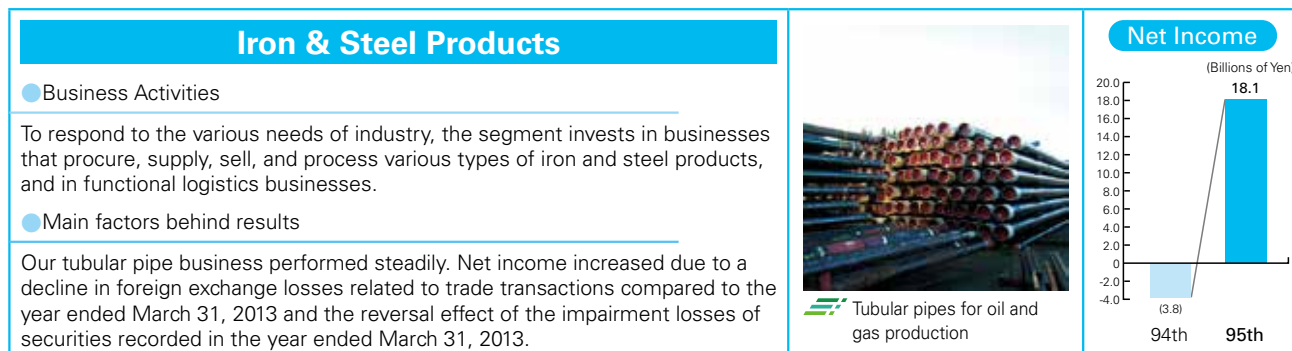 Iron & Steel Products
Business Activities
To respond to the various needs of industry, the segment invests in businesses
that procure, supply, sell, and process various types of iron and steel products,
and in functional logistics businesses.
Main factors behind results
Our tubular pipe business performed steadily. Net income increased due to a
decline in foreign exchange losses related to trade transactions compared to the
year ended March 31, 2013 and the reversal effect of the impairment losses of
securities recorded in the year ended March 31, 2013.
Tubular pipes for oil and
gas production
Net Income
(Billions of Yen)
20.0
18.0
16.0
14.0
12.0
10.0
8.0
6.0
4.0
2.0
0
-2.0
-4.0
18.1
(3.8)
94th 95th